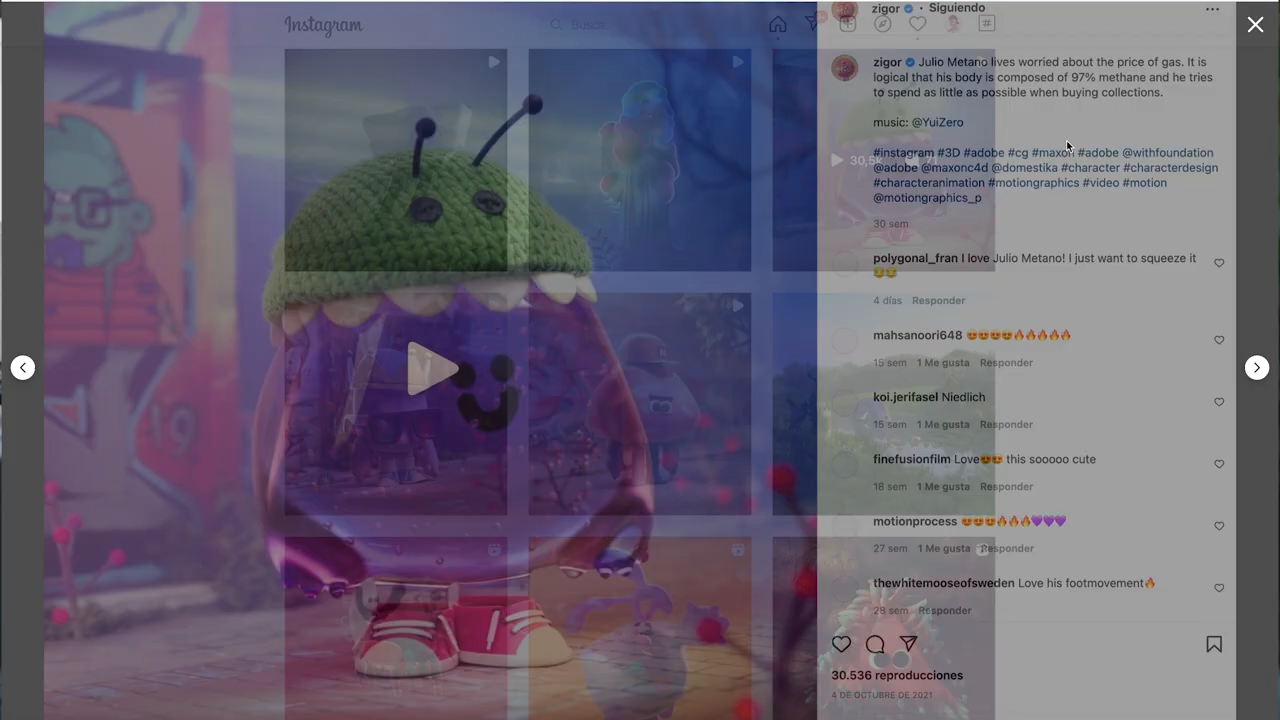 Instagram
Busca
zigor • Siguiendo
zigor Julio Metano lives worried about the price of gas. It is
logical that his body is composed of 97% methane and he tries
to spend as little as possible when buying collections.
music: @YuiZero
#instagram #3D #adobe #cg #maxon #adobe @withfoundation
@adobe @maxonc4d @domestika #character #characterdesign
#characteranimation #motiongraphics #video #motion
@motiongraphics_p
30 sem
polygonal_fran I love Julio Metano! I just want to squeeze it
😂😂
4 días Responder
mahsanoori648 😍😍😍😍🔥🔥🔥🔥🔥
15 sem 1 Me gusta Responder
koi.jerifasel Niedlich
15 sem 1 Me gusta Responder
finefusionfilm Love😍😍 this sooooo cute
18 sem 1 Me gusta Responder
motionprocess 😍😍😍🔥🔥🔥💜💜💜
27 sem 1 Me gusta Responder
thewhitemooseofsweden Love his footmovement🔥
28 sem Responder
30.536 reproducciones
4 DE OCTUBRE DE 2021
19